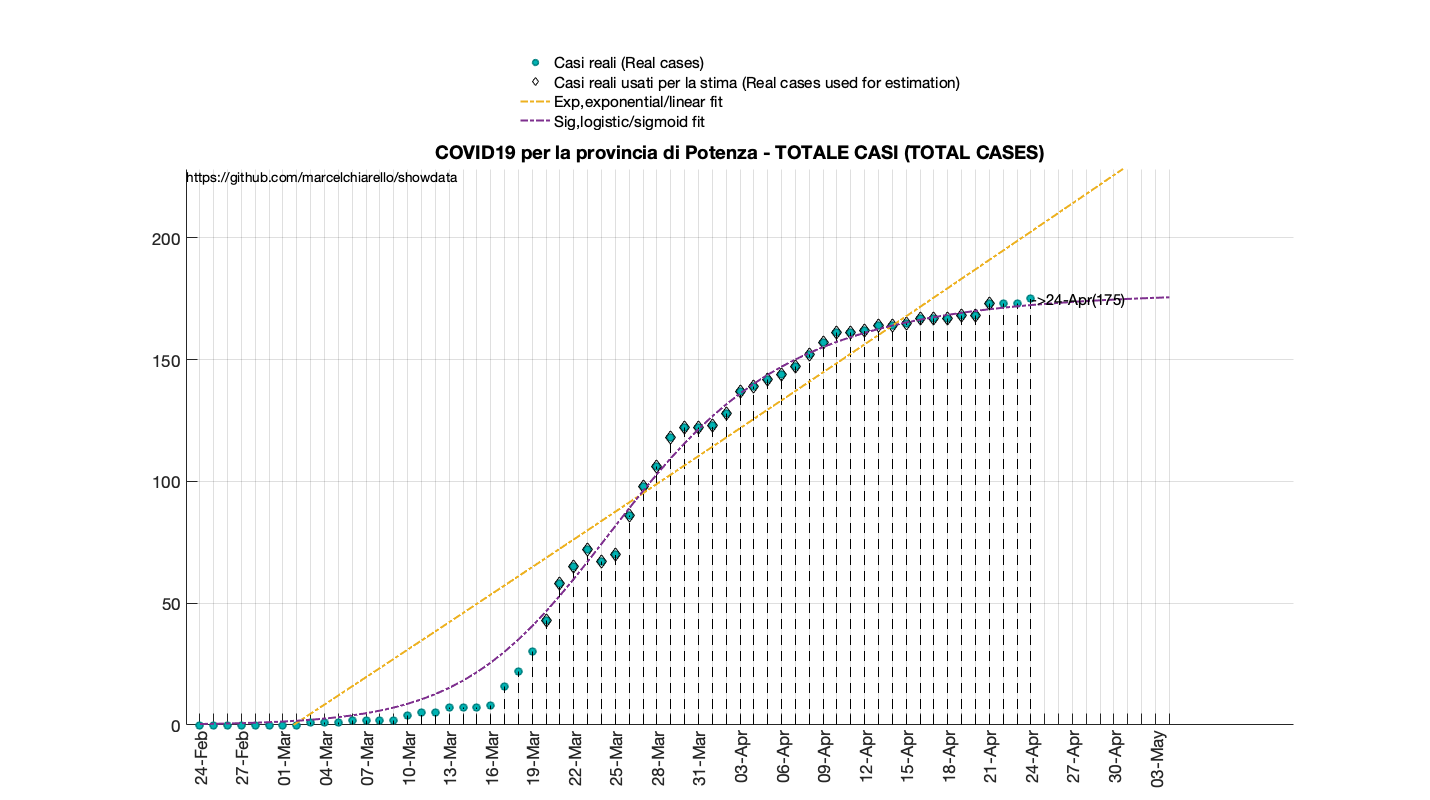 Casi reali (Real cases)
Casi reali usati per la stima (Real cases used for estimation)
Exp,exponential/linear fit
Sig,logistic/sigmoid fit
COVID19 per la provincia di Potenza - TOTALE CASI (TOTAL CASES)
https://github.com/marcelchiarello/showdata
200
150
100
50
0
->24-Apr(175)
24-Feb
27-Feb
01-Mar
04-Mar
07-Mar
10-Mar
13-Mar
16-Mar
19-Mar
22-Mar
25-Mar
28-Mar
31-Mar
03-Apr
06-Apr
09-Apr
12-Apr
15-Apr
18-Apr
21-Apr
24-Apr
27-Apr
30-Apr
03-May